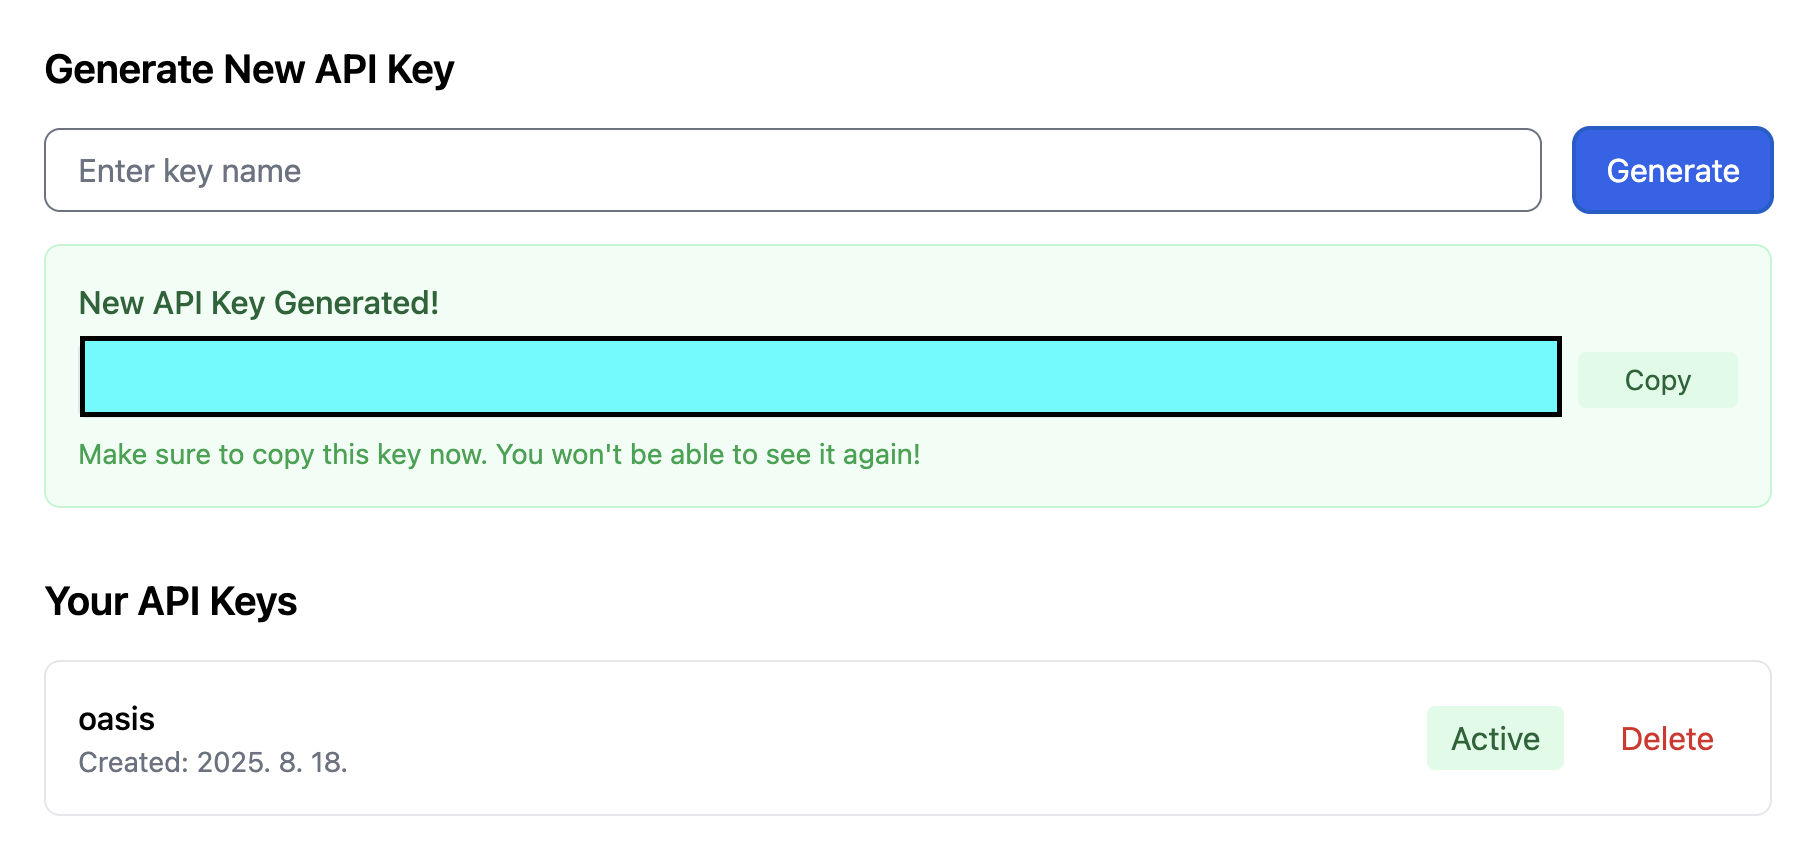 Generate New API Key
Enter key name
Generate
New API Key Generated!
Copy
Make sure to copy this key now. You won't be able to see it again!
Your API Keys
oasis
Created: 2025. 8. 18.
Active
Delete